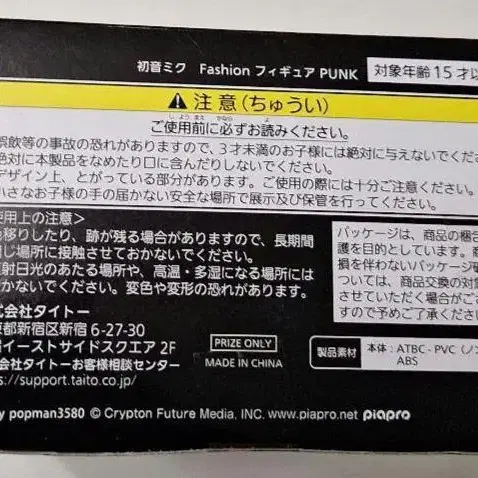 初音ミク Fashion フィギュア PUNK 対象年齢15才以
注意(ちゅうい)
ご使用前に必ずお読みください。
誤飲等の事故の恐れがありますので、3才未満のお子様には絶対に与えないでくださ
絶対に本製品をなめたり口に含んだりしないでください。
デザイン上、とがっている部分があります。ご使用の際には十分ご注意ください。
小さなお子様の手の届かない安全な場所で展示及び保管を行ってください。
使用上の注意>
色移りしたり、跡が残る場合がありますので、長期間
同じ場所に接触させておかないでください。
直射日光のあたる場所や、高温・多湿になる場所には
かないでください。変色や変形の恐れがあります。
パッケージは、商品の梱包
護を目的としています。商
損を伴わないパッケージ破
ついては、商品交換の対象
させていただく場合がござ
予めご了承ください。
式会社タイトー
京都新宿区新宿6-27-30
宿イーストサイドスクエア 2F
式会社タイトーお客様相談センター
ttps://support.taito.co.jp/
PRIZE ONLY
MADE IN CHINA
製品素材 本体:ATBC-PVC(ノン
ABS
y popman3580 © Crypton Future Media, INC. www.piapro.net piapro